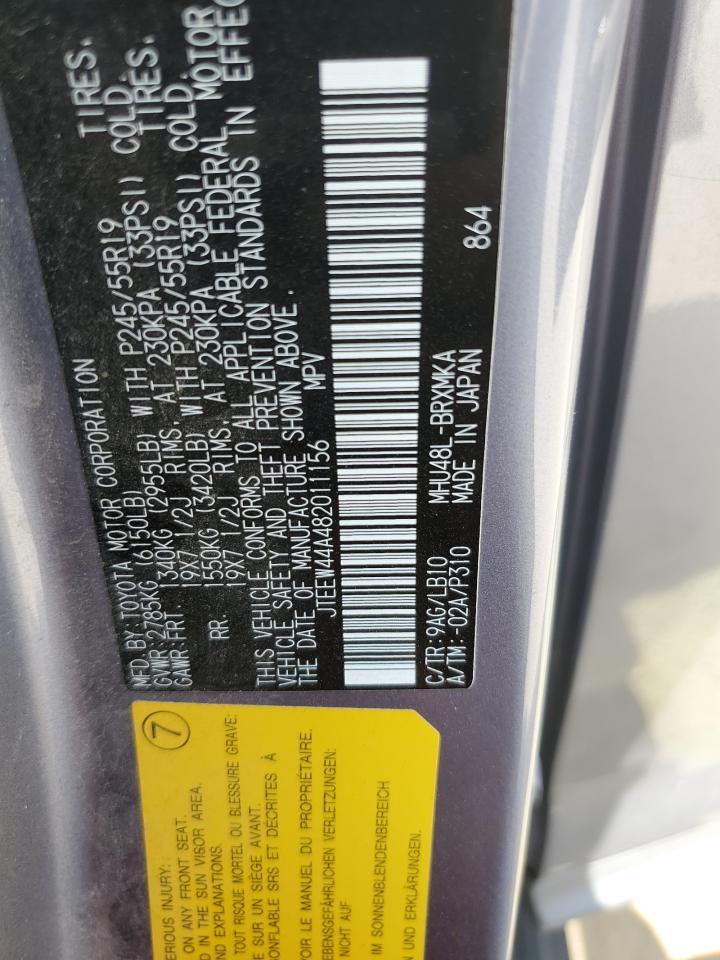 MFD. BY: TOYOTA MOTOR CORPORATION
GVWR: 2785KG (6150LB)
GAWR: FRT. 1340KG (2955LB) WITH P245/55R19 TIRES.
19X7 1/2J RIMS, AT 230KPA (33PSI) COLD.
RR. 1550KG (3420LB) WITH P245/55R19 TIRES.
19X7 1/2J RIMS, AT 230KPA (33PSI) COLD.
THIS VEHICLE CONFORMS TO ALL APPLICABLE FEDERAL MOTOR
VEHICLE SAFETY AND THEFT PREVENTION STANDARDS IN EFFEC
THE DATE OF MANUFACTURE SHOWN ABOVE.
JTEEW44A482011156 MPV
C/TR: 9AG/LB10 MHU48L-BRXMKA
A/TM: -02A/P310 MADE IN JAPAN 864
7
ERIOUS INJURY:
ON ANY FRONT SEAT.
D IN THE SUN VISOR AREA.
AND EXPLANATIONS.
TOUT RISQUE MORTEL OU BLESSURE GRAVE:
E SUR UN SIÈGE AVANT.
ONFLABLE SRS ET DÉCRITES À
VOIR LE MANUEL DU PROPRIÉTAIRE.
EBENSGEFÄHRLICHEN VERLETZUNGEN:
NICHT AUF
IM SONNENBLENDENBEREICH
N UND ERKLÄRUNGEN.